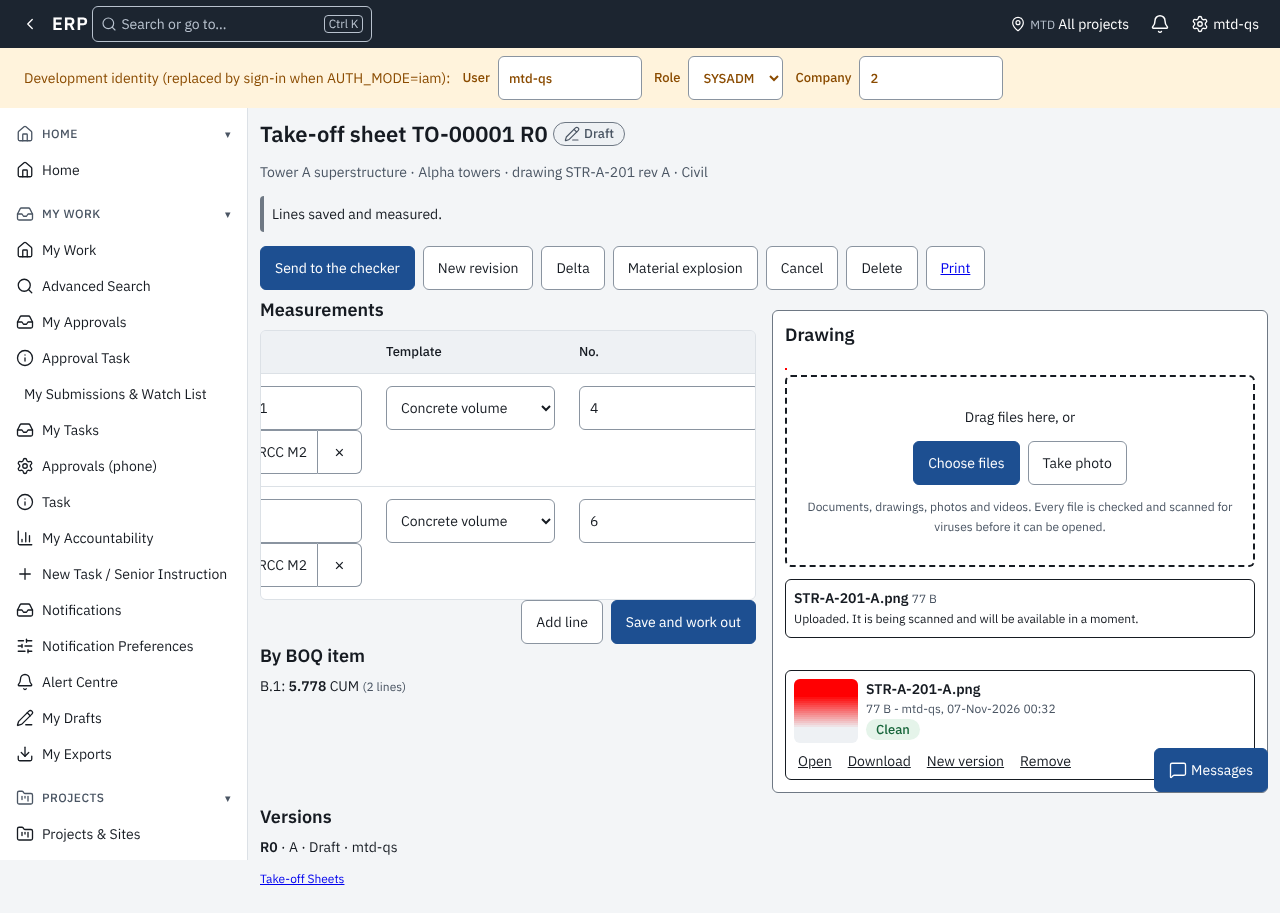 ERP
Search or go to...
Ctrl K
MTD All projects
mtd-qs
Development identity (replaced by sign-in when AUTH_MODE=iam):
User
mtd-qs
Role
SYSADM
Company
2
HOME
Home
MY WORK
My Work
Advanced Search
My Approvals
Approval Task
My Submissions & Watch List
My Tasks
Approvals (phone)
Task
My Accountability
New Task / Senior Instruction
Notifications
Notification Preferences
Alert Centre
My Drafts
My Exports
PROJECTS
Projects & Sites
Take-off sheet TO-00001 R0
Draft
Tower A superstructure · Alpha towers · drawing STR-A-201 rev A · Civil
Lines saved and measured.
Send to the checker
New revision
Delta
Material explosion
Cancel
Delete
Print
Measurements
Template
No.
1
Concrete volume
4
RCC M2
×
Concrete volume
6
RCC M2
×
Add line
Save and work out
By BOQ item
B.1: 5.778 CUM (2 lines)
Drawing
Drag files here, or
Choose files
Take photo
Documents, drawings, photos and videos. Every file is checked and scanned for
viruses before it can be opened.
STR-A-201-A.png 77 B
Uploaded. It is being scanned and will be available in a moment.
STR-A-201-A.png
77 B - mtd-qs, 07-Nov-2026 00:32
Clean
Open
Download
New version
Remove
Messages
Versions
R0 · A · Draft · mtd-qs
Take-off Sheets